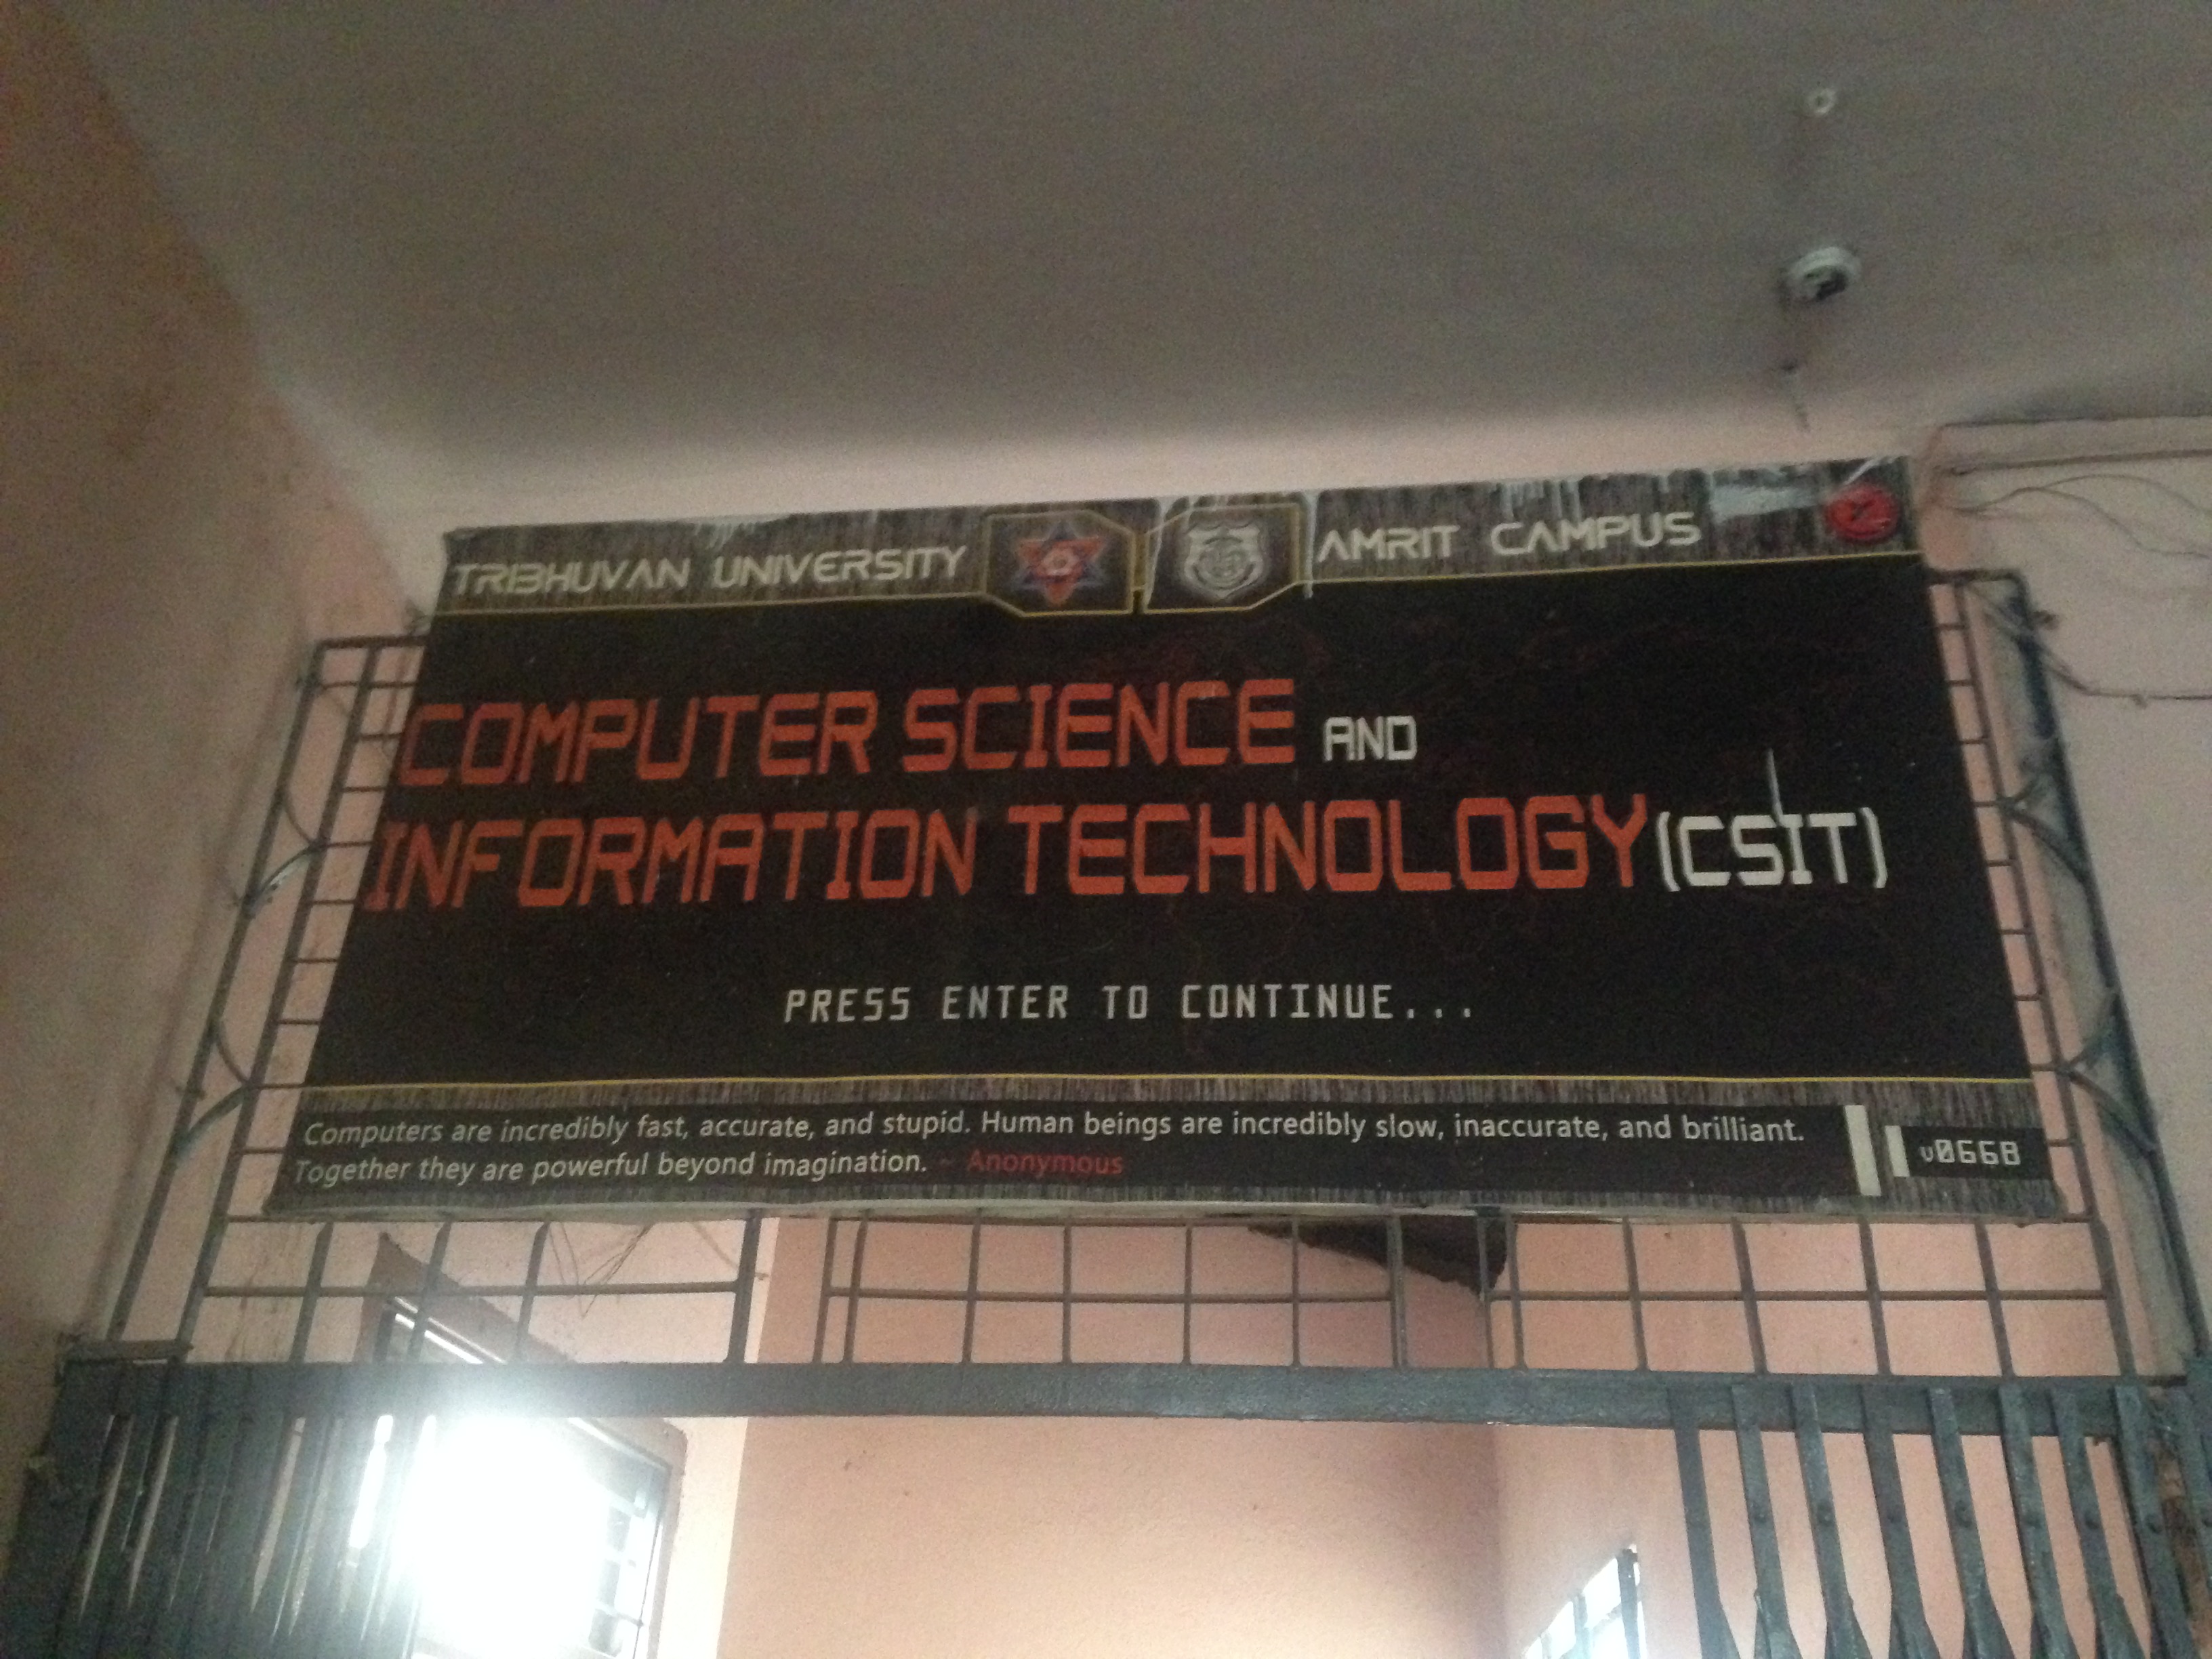 TRIBHUVAN UNIVERSITY AMRIT CAMPUS
COMPUTER SCIENCE AND
INFORMATION TECHNOLOGY(CSIT)
PRESS ENTER TO CONTINUE...
Computers are incredibly fast, accurate, and stupid. Human beings are incredibly slow, inaccurate, and brilliant.
Together they are powerful beyond imagination. ~ Anonymous
v066B